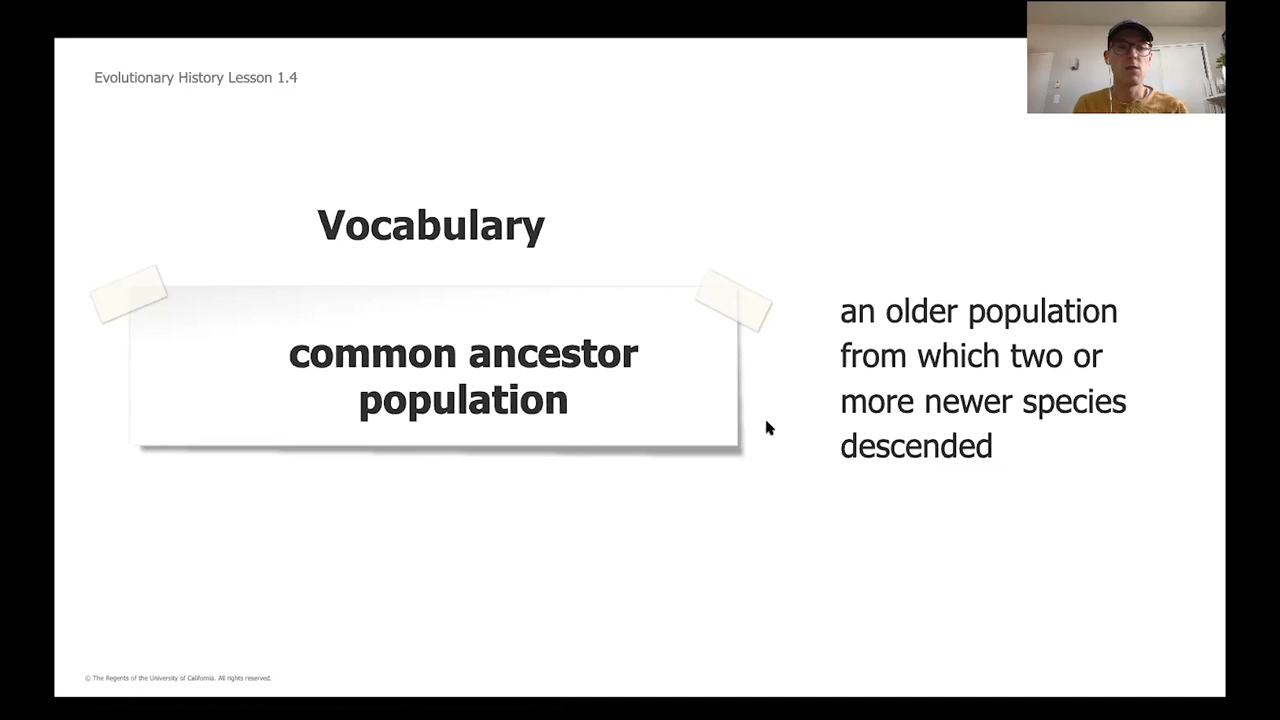 Evolutionary History Lesson 1.4
Vocabulary
common ancestor
population
an older population
from which two or
more newer species
descended
© The Regents of the University of California. All rights reserved.